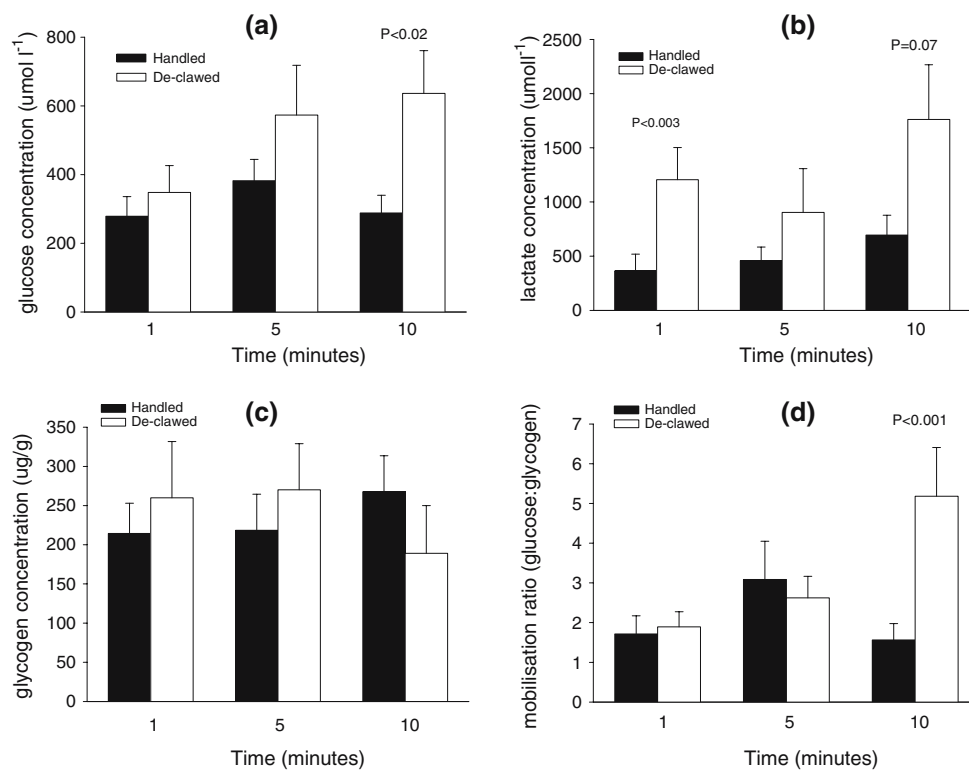 (a)
P<0.02
Handled
De-clawed
glucose concentration (umol l⁻¹)
800
600
400
200
0
1 5 10
Time (minutes)
(b)
P=0.07
Handled
De-clawed
P<0.003
lactate concentration (umoll⁻¹)
2500
2000
1500
1000
500
0
1 5 10
Time (minutes)
(c)
Handled
De-clawed
glycogen concentration (ug/g)
350
300
250
200
150
100
50
0
1 5 10
Time (minutes)
(d)
Handled
De-clawed
P<0.001
mobilisation ratio (glucose:glycogen)
7
6
5
4
3
2
1
0
1 5 10
Time (minutes)